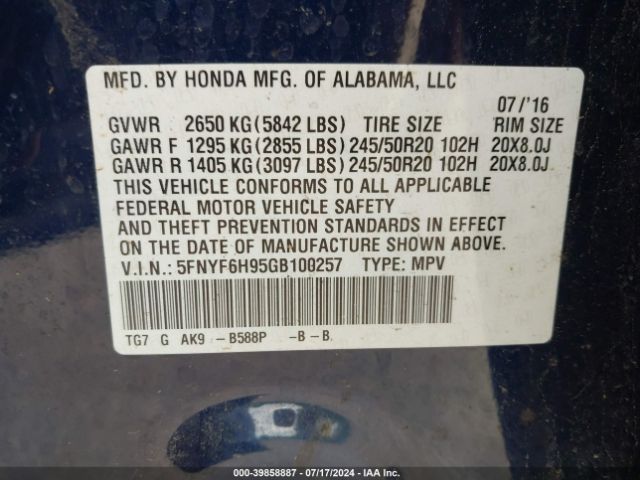 MFD. BY HONDA MFG. OF ALABAMA, LLC
07/'16
GVWR 2650 KG (5842 LBS) TIRE SIZE RIM SIZE
GAWR F 1295 KG (2855 LBS) 245/50R20 102H 20X8.0J
GAWR R 1405 KG (3097 LBS) 245/50R20 102H 20X8.0J
THIS VEHICLE CONFORMS TO ALL APPLICABLE
FEDERAL MOTOR VEHICLE SAFETY
AND THEFT PREVENTION STANDARDS IN EFFECT
ON THE DATE OF MANUFACTURE SHOWN ABOVE.
V.I.N.: 5FNYF6H95GB100257 TYPE: MPV
TG7 G AK9 -B588P -B-B
000-39858887 / 07/17/2024 - IAA Inc.